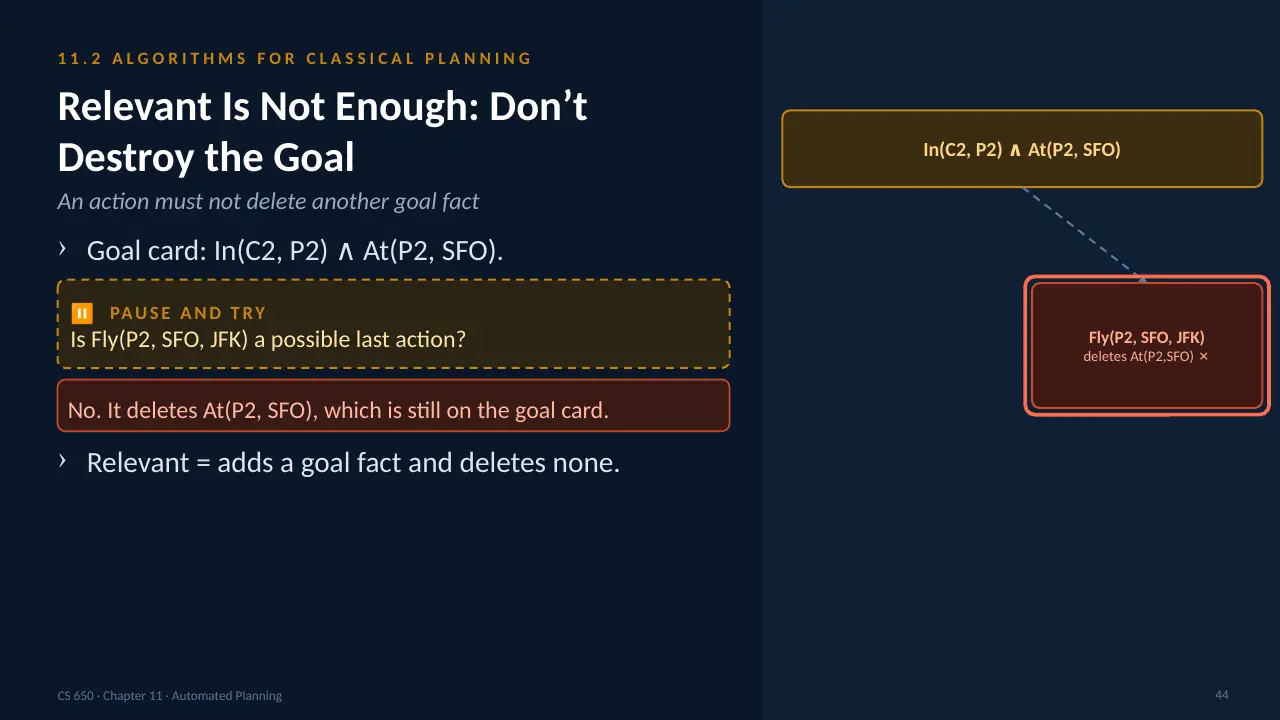 11.2 ALGORITHMS FOR CLASSICAL PLANNING
Relevant Is Not Enough: Don’t
Destroy the Goal
An action must not delete another goal fact
› Goal card: In(C2, P2) ∧ At(P2, SFO).
⏸ PAUSE AND TRY
Is Fly(P2, SFO, JFK) a possible last action?
No. It deletes At(P2, SFO), which is still on the goal card.
› Relevant = adds a goal fact and deletes none.
In(C2, P2) ∧ At(P2, SFO)
Fly(P2, SFO, JFK)
deletes At(P2,SFO) ×
CS 650 · Chapter 11 · Automated Planning
44